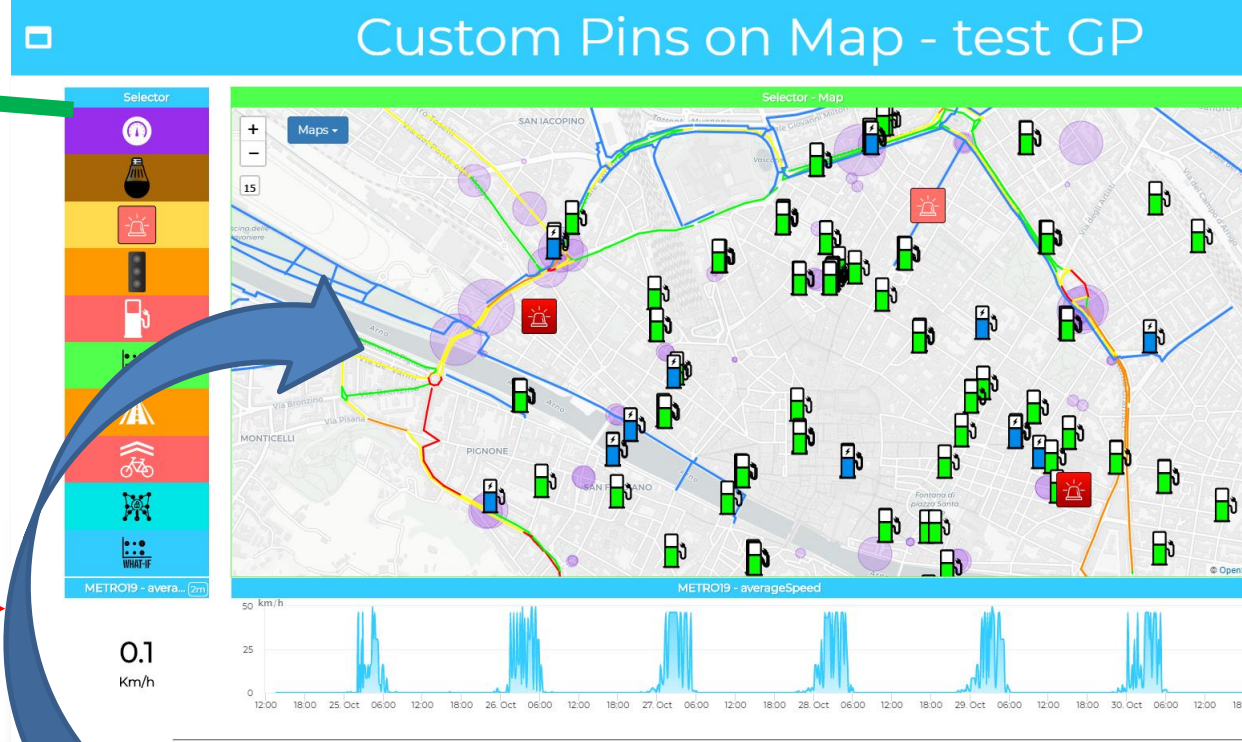 Custom Pins on Map - test GP
Selector
Selector - Map
+
Maps
−
15
SAN IACOPINO
MONTICELLI
Via Bronzino
Via Pisana
PIGNONE
Arno
Arno
Fontana di
piazza Santa
© Open
WHAT-IF
METRO19 - avera... 2m
METRO19 - averageSpeed
0.1
Km/h
50 km/h
25
0
12:00 18:00 25. Oct 06:00 12:00 18:00 26. Oct 06:00 12:00 18:00 27. Oct 06:00 12:00 18:00 28. Oct 06:00 12:00 18:00 29. Oct 06:00 12:00 18:00 30. Oct 06:00 12:00